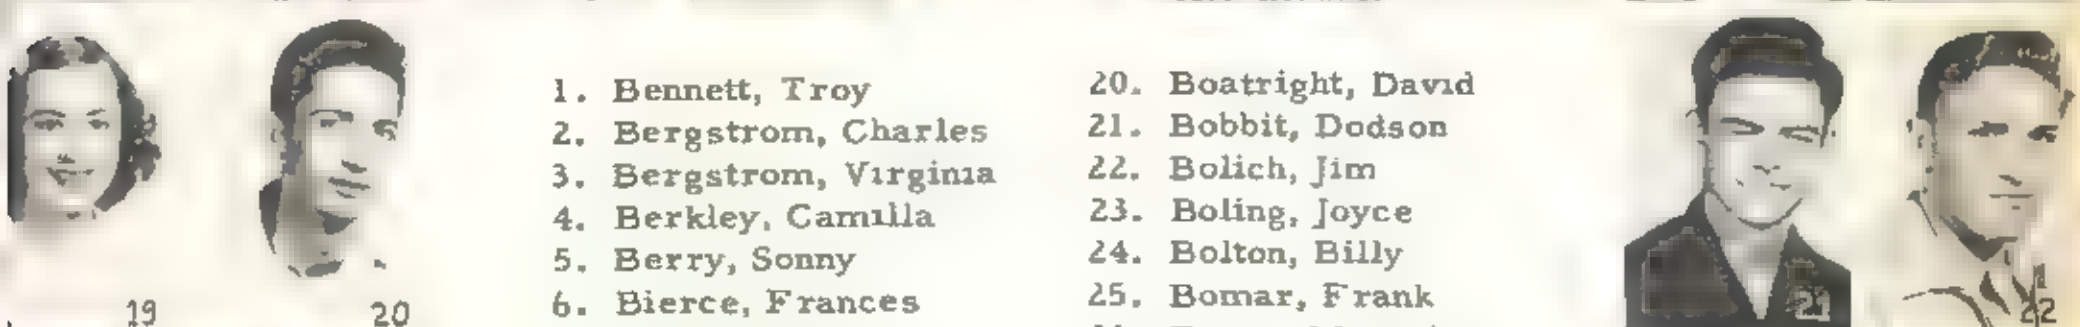 1. Bennett, Troy
2. Bergstrom, Charles
3. Bergstrom, Virginia
4. Berkley, Camilla
5. Berry, Sonny
6. Bierce, Frances
20. Boatright, David
21. Bobbit, Dodson
22. Bolich, Jim
23. Boling, Joyce
24. Bolton, Billy
25. Bomar, Frank
19
20
21
22